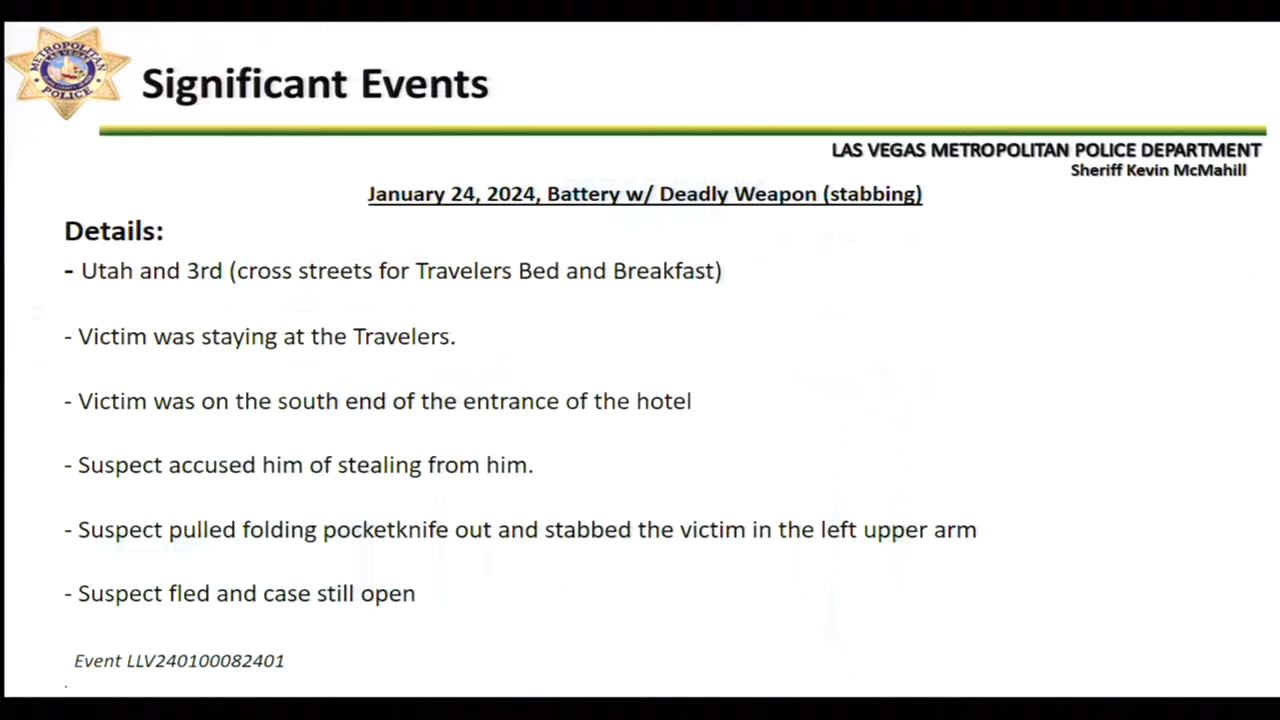 METROPOLITAN
POLICE
Significant Events
LAS VEGAS METROPOLITAN POLICE DEPARTMENT
Sheriff Kevin McMahill
January 24, 2024, Battery w/ Deadly Weapon (stabbing)
Details:
- Utah and 3rd (cross streets for Travelers Bed and Breakfast)
- Victim was staying at the Travelers.
- Victim was on the south end of the entrance of the hotel
- Suspect accused him of stealing from him.
- Suspect pulled folding pocketknife out and stabbed the victim in the left upper arm
- Suspect fled and case still open
Event LLV240100082401
.